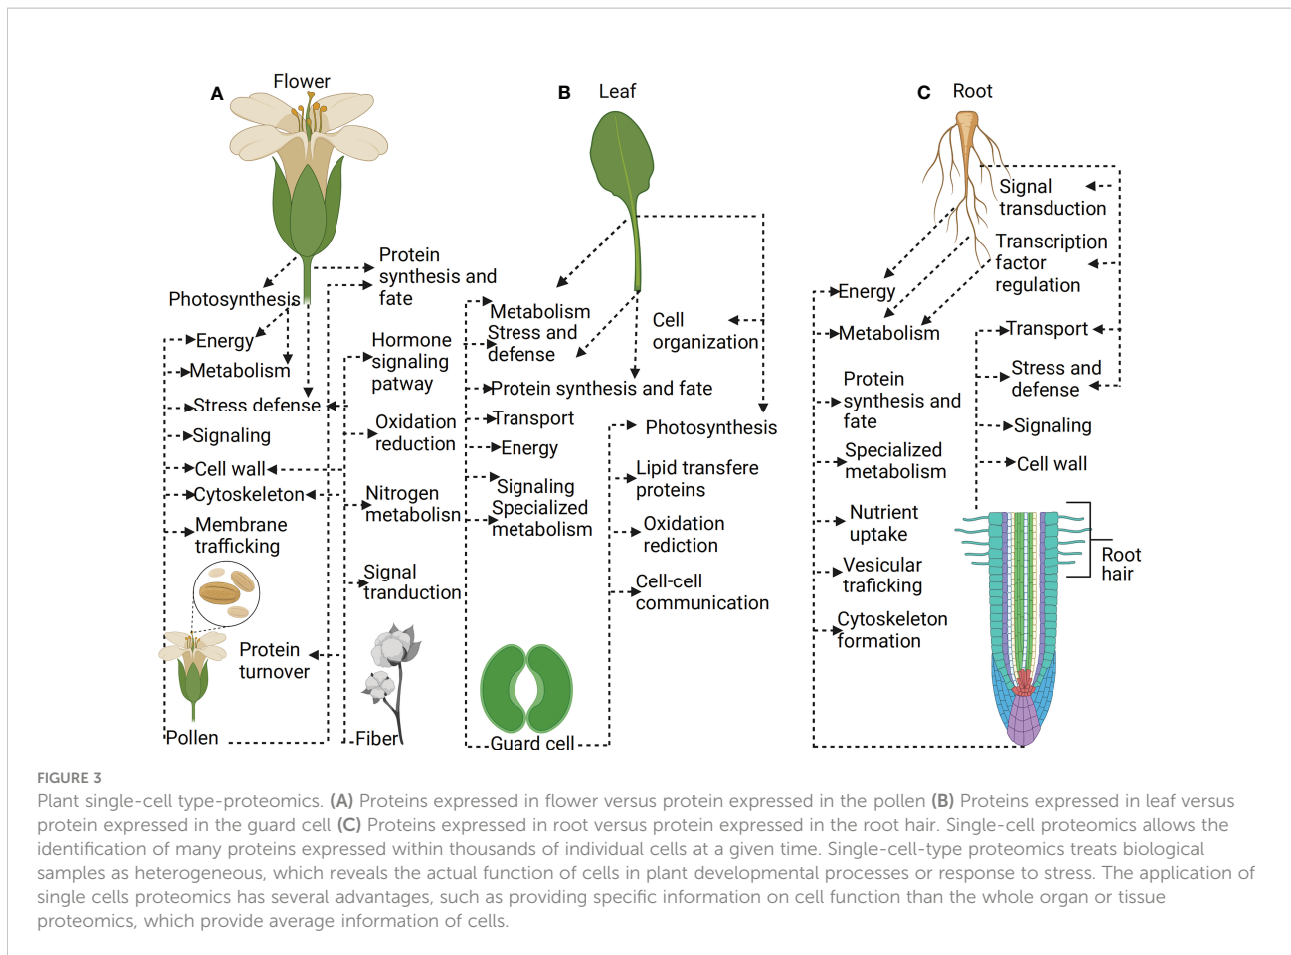 A
Flower
Photosynthesis
Energy
Metabolism
Stress defense
Signaling
Cell wall
Cytoskeleton
Membrane
trafficking
Protein
turnover
Pollen
Protein
synthesis and
fate
Hormone
signaling
patway
Oxidation
reduction
Nitrogen
metabolisn
Signal
tranduction
Fiber
B
Leaf
Metabolism
Stress and
defense
Protein synthesis and fate
Transport
Energy
Signaling
Specialized
metabolism
Cell
organization
Photosynthesis
Lipid transfere
proteins
Oxidation
rediction
Cell-cell
communication
Guard cell
C
Root
Energy
Metabolism
Protein
synthesis and
fate
Specialized
metabolism
Nutrient
uptake
Vesicular
traficking
Cytoskeleton
formation
Signal
transduction
Transcription
factor
regulation
Transport
Stress and
defense
Signaling
Cell wall
Root
hair
FIGURE 3
Plant single-cell type-proteomics. (A) Proteins expressed in flower versus protein expressed in the pollen (B) Proteins expressed in leaf versus
protein expressed in the guard cell (C) Proteins expressed in root versus protein expressed in the root hair. Single-cell proteomics allows the
identification of many proteins expressed within thousands of individual cells at a given time. Single-cell-type proteomics treats biological
samples as heterogeneous, which reveals the actual function of cells in plant developmental processes or response to stress. The application of
single cells proteomics has several advantages, such as providing specific information on cell function than the whole organ or tissue
proteomics, which provide average information of cells.